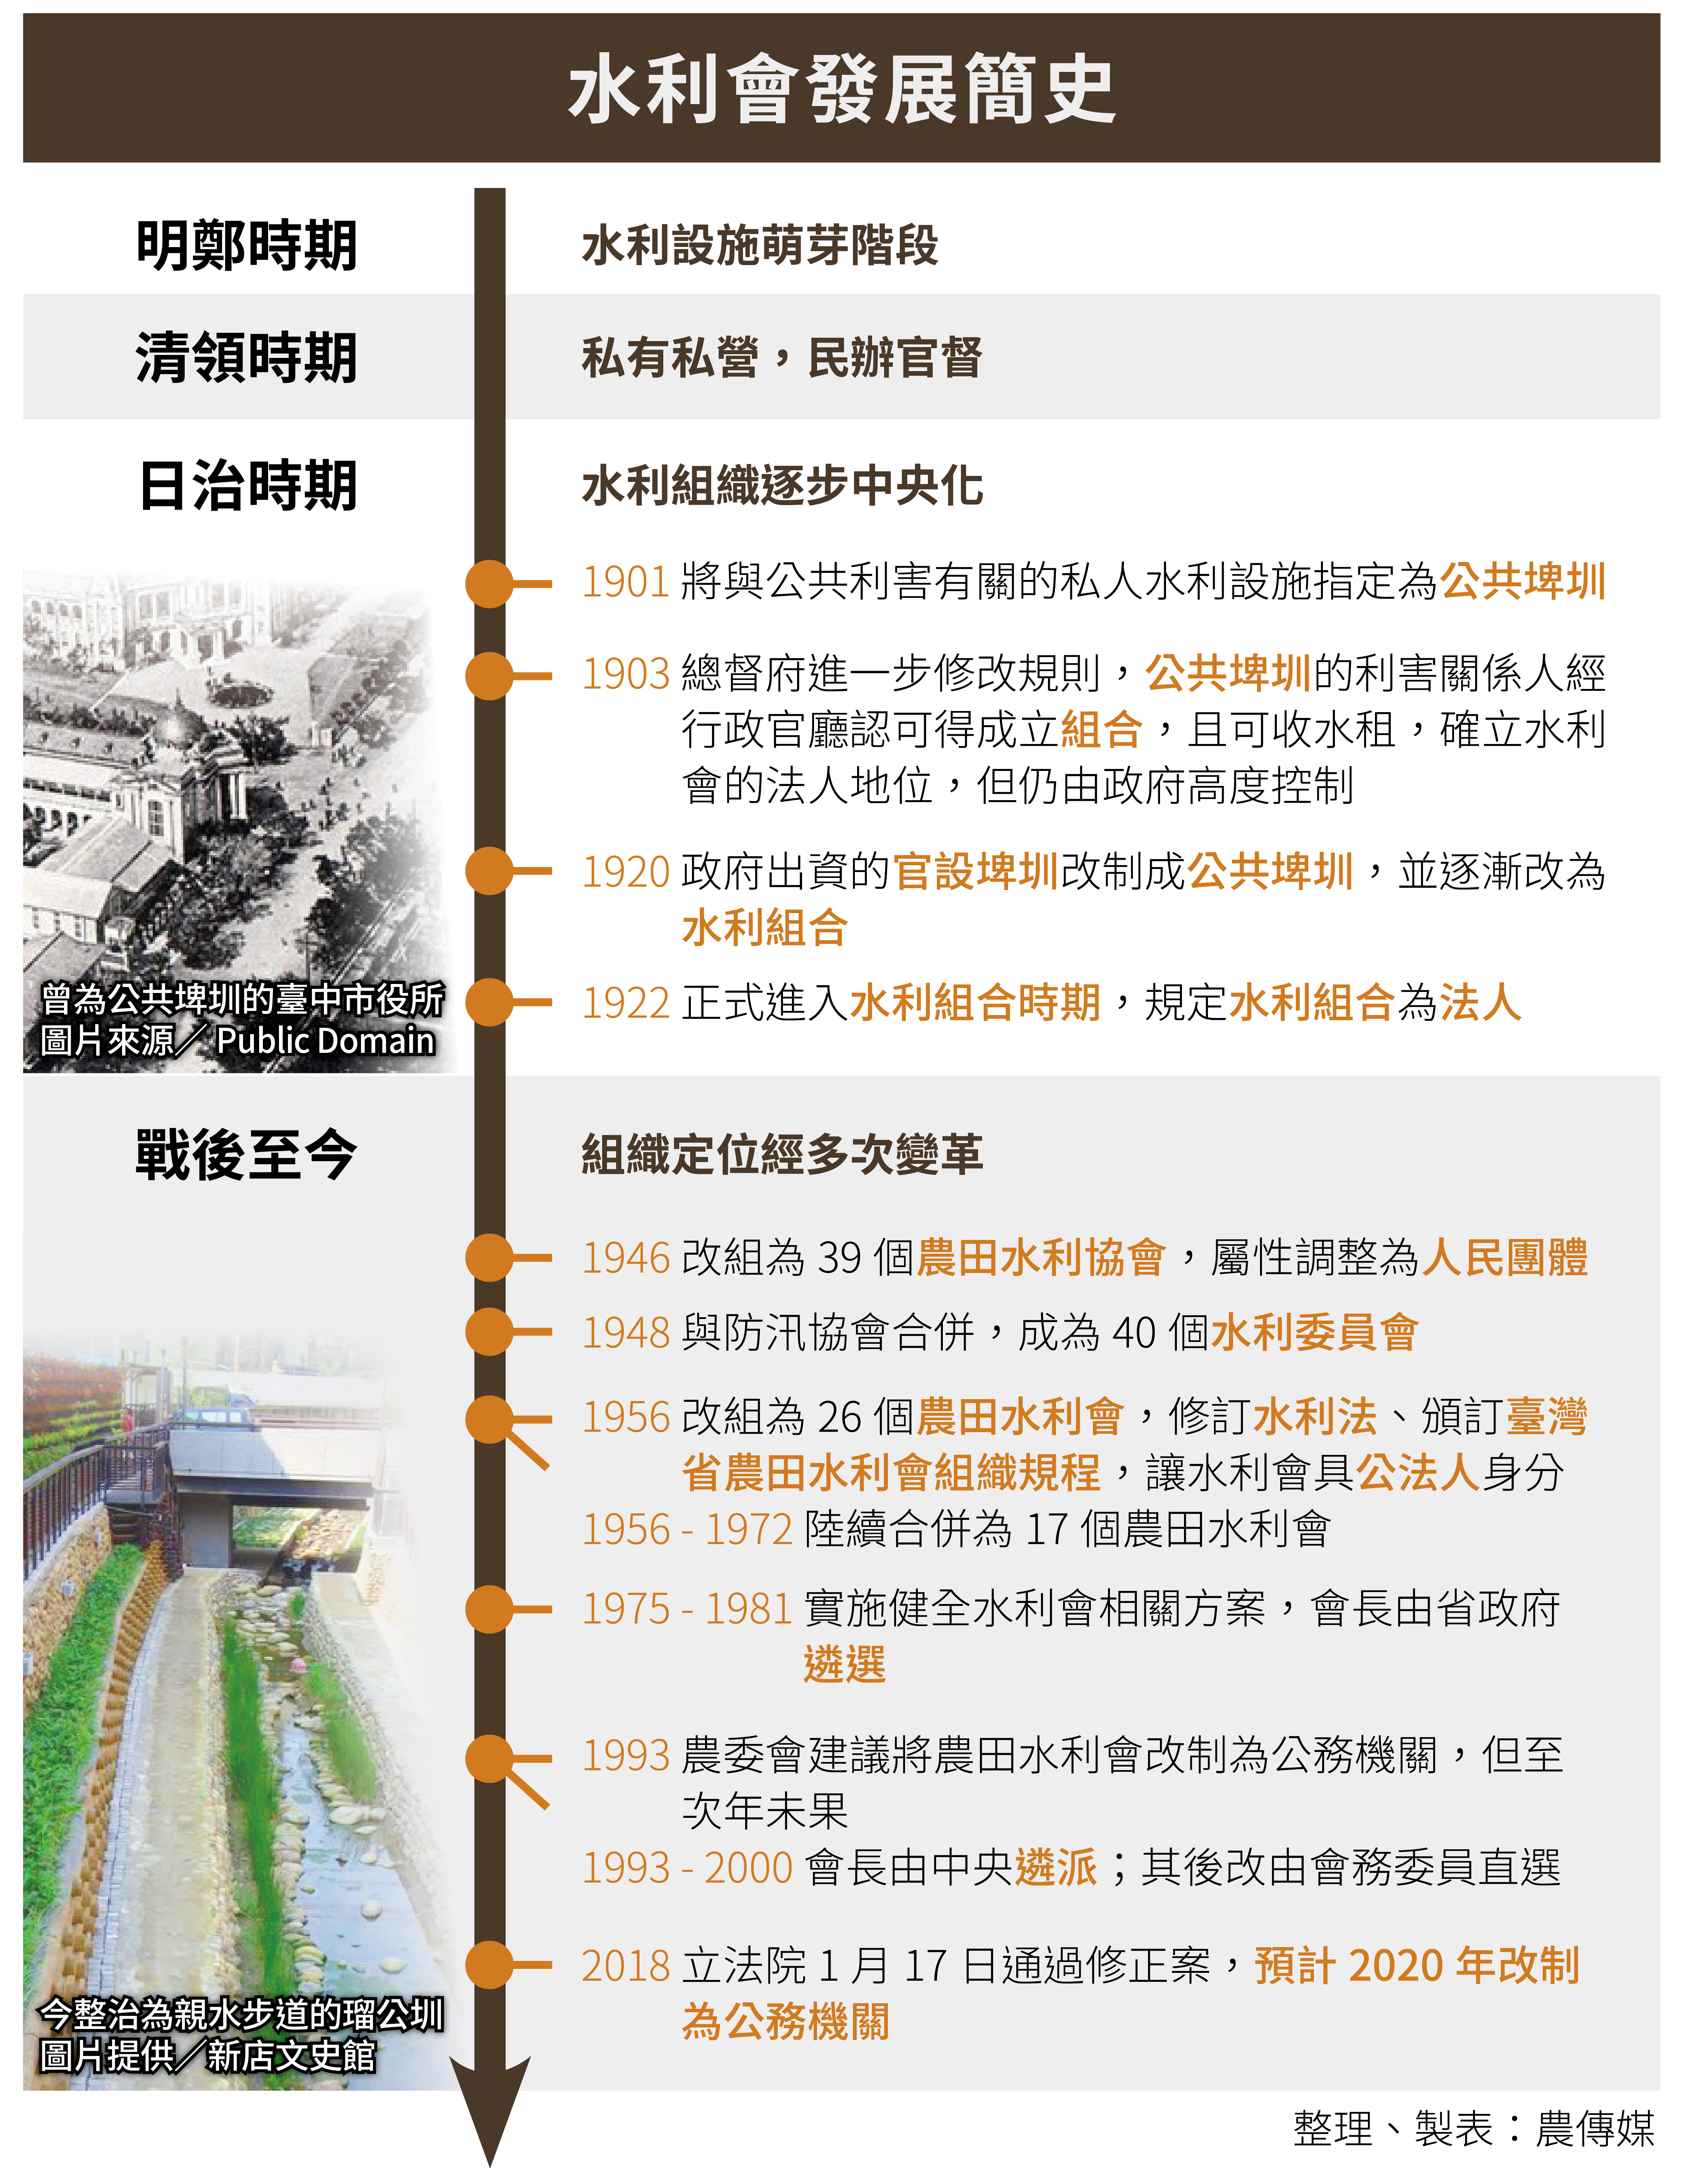 水利會發展簡史
明鄭時期
水利設施萌芽階段
清領時期
私有私營，民辦官督
日治時期
水利組織逐步中央化
1901 將與公共利害有關的私人水利設施指定為公共埤圳
1903 總督府進一步修改規則，公共埤圳的利害關係人經
行政官廳認可得成立組合，且可收水租，確立水利
會的法人地位，但仍由政府高度控制
1920 政府出資的官設埤圳改制成公共埤圳，並逐漸改為
水利組合
1922 正式進入水利組合時期，規定水利組合為法人
曾為公共埤圳的臺中市役所
圖片來源／ Public Domain
戰後至今
組織定位經多次變革
1946 改組為 39 個農田水利協會，屬性調整為人民團體
1948 與防汛協會合併，成為 40 個水利委員會
1956 改組為 26 個農田水利會，修訂水利法、頒訂臺灣
省農田水利會組織規程，讓水利會具公法人身分
1956 - 1972 陸續合併為 17 個農田水利會
1975 - 1981 實施健全水利會相關方案，會長由省政府
遴選
1993 農委會建議將農田水利會改制為公務機關，但至
次年未果
1993 - 2000 會長由中央遴派；其後改由會務委員直選
2018 立法院 1 月 17 日通過修正案，預計 2020 年改制
為公務機關
今整治為親水步道的瑠公圳
圖片提供／新店文史館
整理、製表：農傳媒